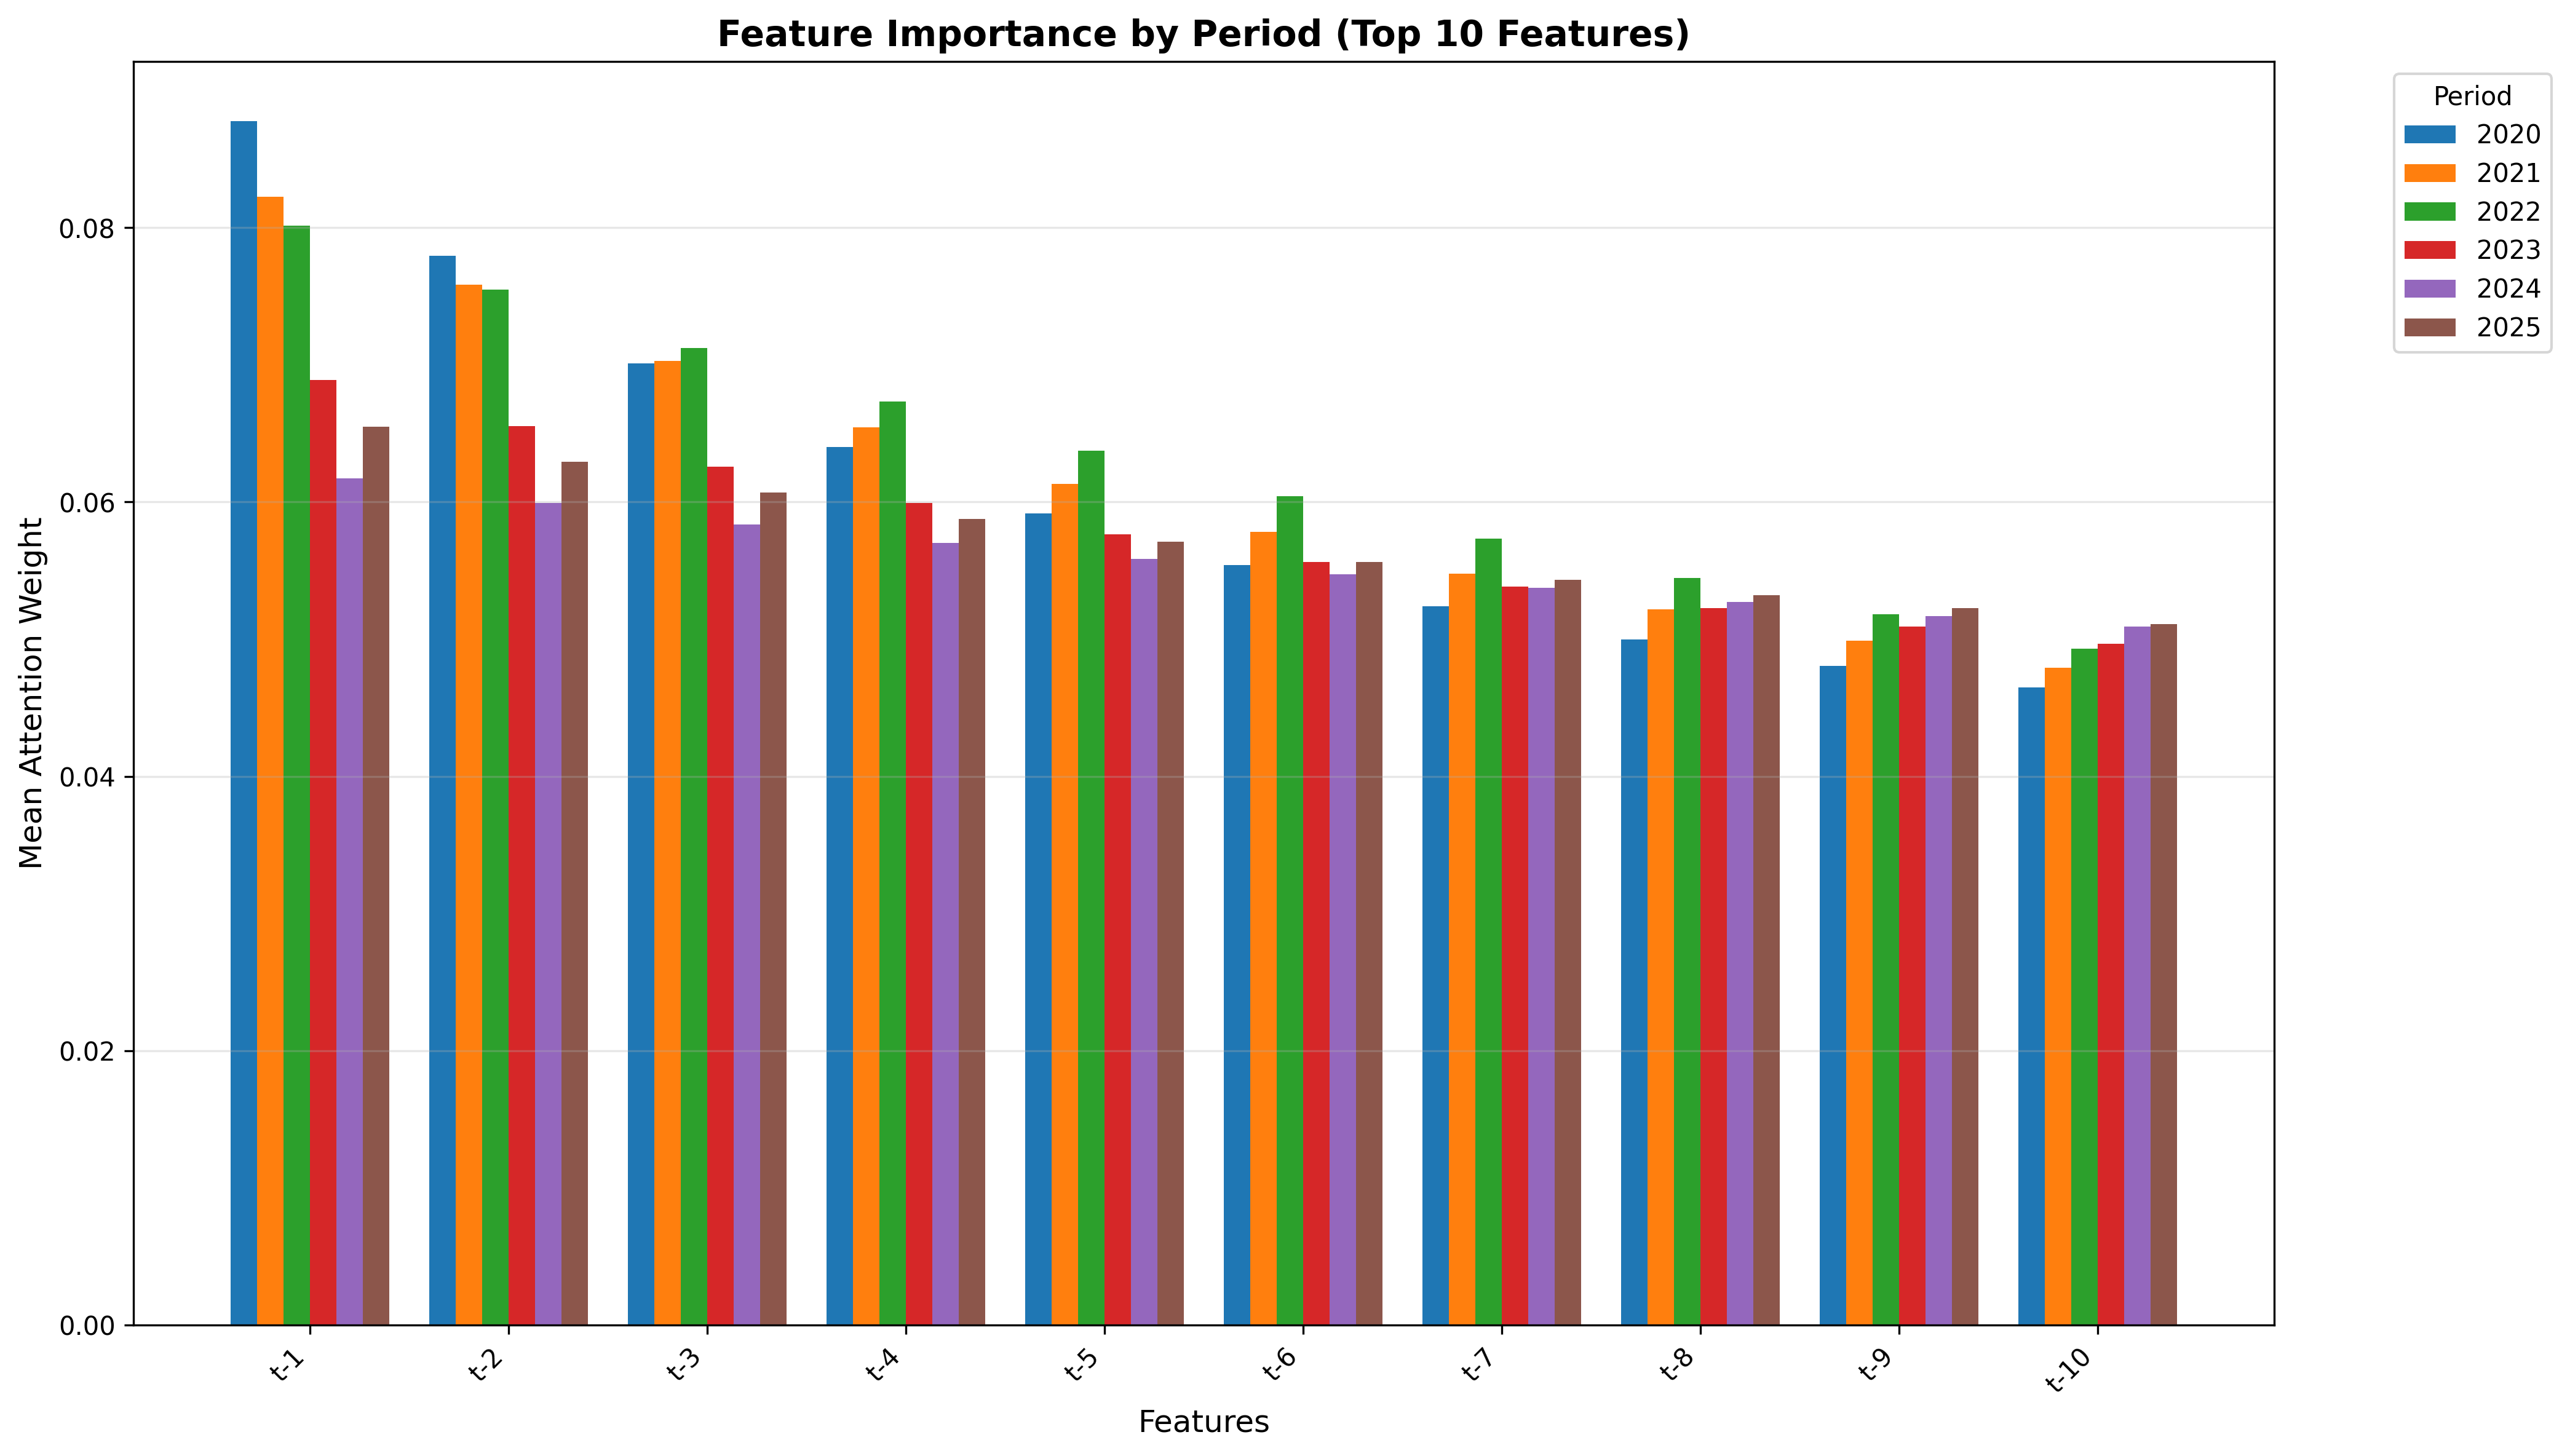 Feature Importance by Period (Top 10 Features)
Period
2020
2021
2022
2023
2024
2025
Mean Attention Weight
0.08
0.06
0.04
0.02
0.00
t-1
t-2
t-3
t-4
t-5
t-6
t-7
t-8
t-9
t-10
Features